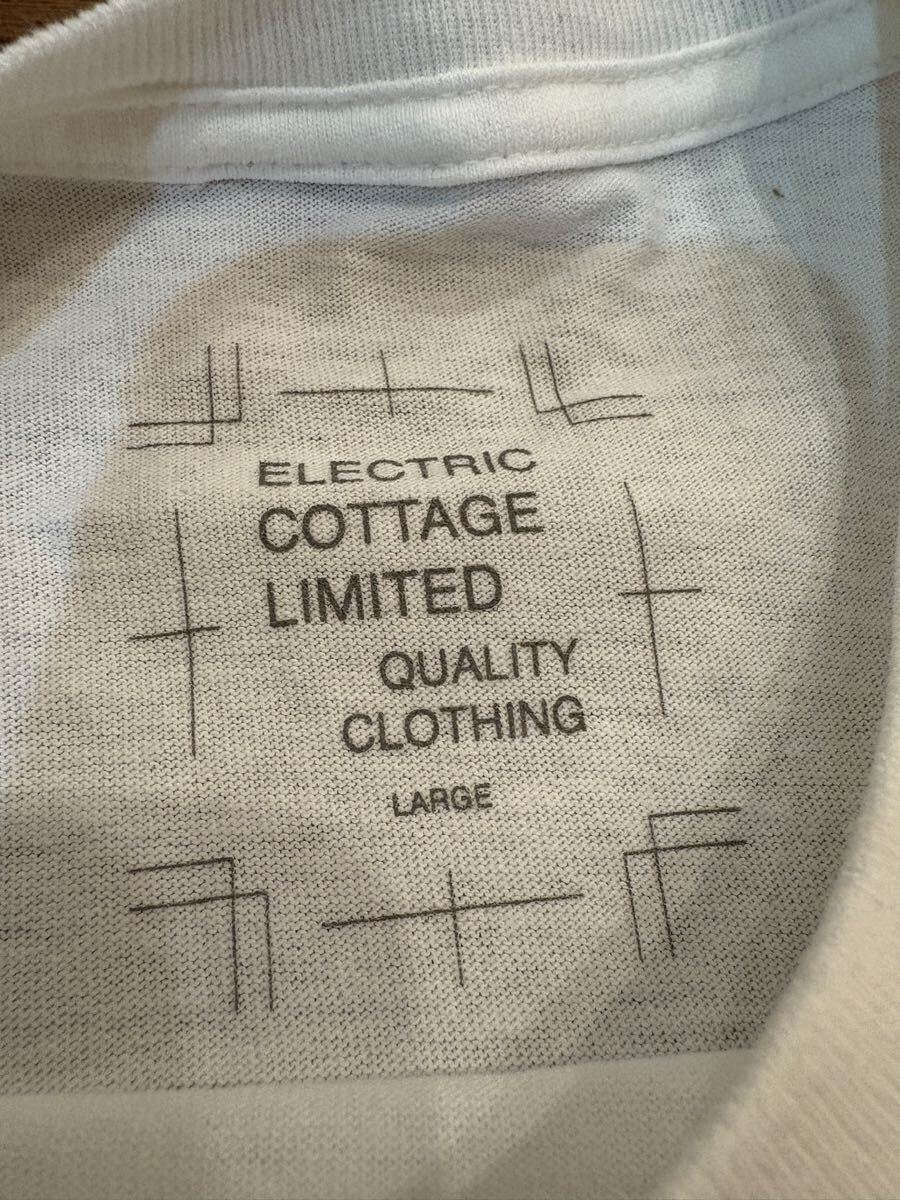 ELECTRIC
COTTAGE
LIMITED
QUALITY
CLOTHING
LARGE